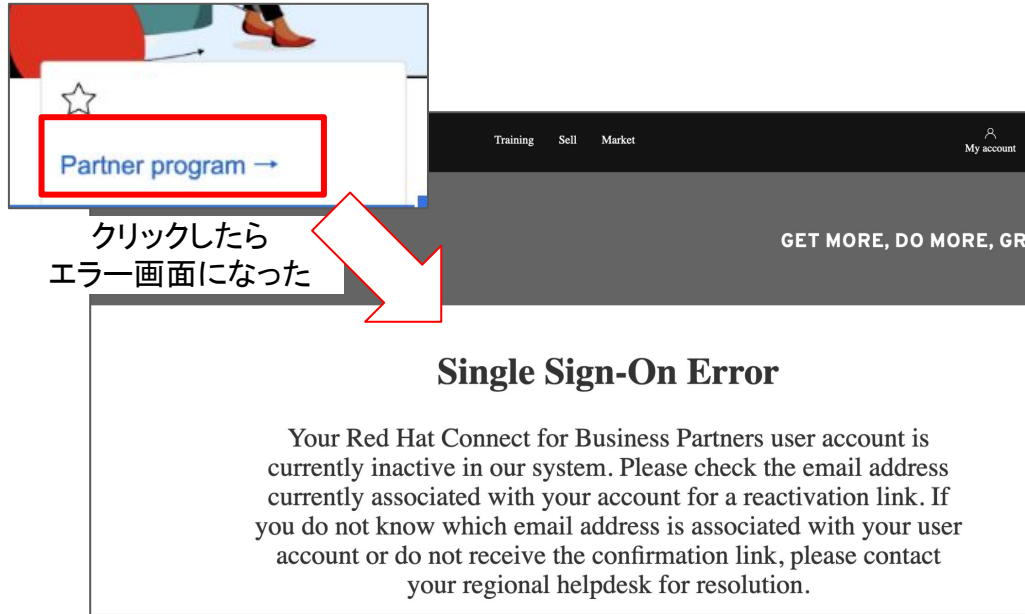 Partner program →
クリックしたら
エラー画面になった
Training Sell Market
My account
GET MORE, DO MORE, GR
Single Sign-On Error
Your Red Hat Connect for Business Partners user account is
currently inactive in our system. Please check the email address
currently associated with your account for a reactivation link. If
you do not know which email address is associated with your user
account or do not receive the confirmation link, please contact
your regional helpdesk for resolution.